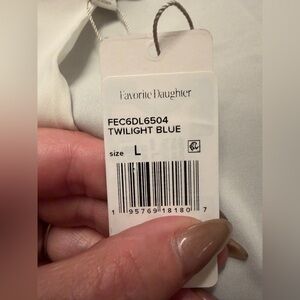 Favorite Daughter
FEC6DL6504
TWILIGHT BLUE
size L
1 95769 18180 7